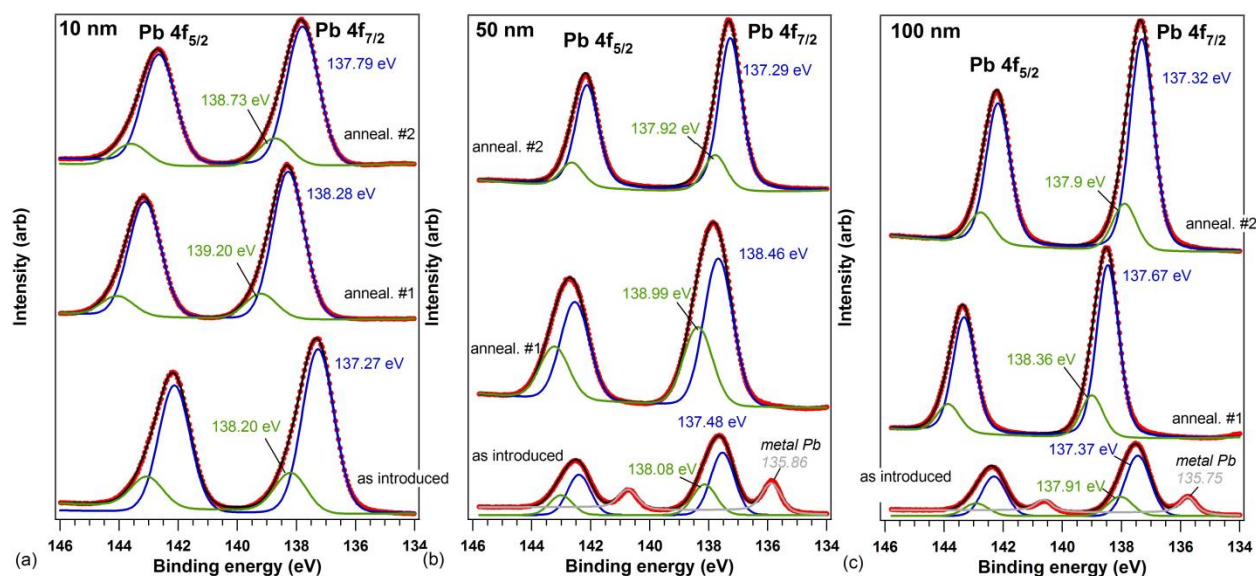 10 nm
Pb 4f5/2
Pb 4f7/2
137.79 eV
138.73 eV
anneal. #2
138.28 eV
139.20 eV
anneal. #1
137.27 eV
138.20 eV
as introduced
Intensity (arb)
146 144 142 140 138 136 134
Binding energy (eV)
(a)
50 nm
Pb 4f5/2
Pb 4f7/2
137.29 eV
137.92 eV
anneal. #2
138.46 eV
138.99 eV
anneal. #1
137.48 eV
as introduced
metal Pb
138.08 eV
135.86
Intensity (arb)
146 144 142 140 138 136 134
Binding energy (eV)
(b)
100 nm
Pb 4f7/2
Pb 4f5/2
137.32 eV
137.9 eV
anneal. #2
137.67 eV
138.36 eV
anneal. #1
137.37 eV
as introduced
metal Pb
135.75
137.91 eV
Intensity (arb)
146 144 142 140 138 136 134
Binding energy (eV)
(c)